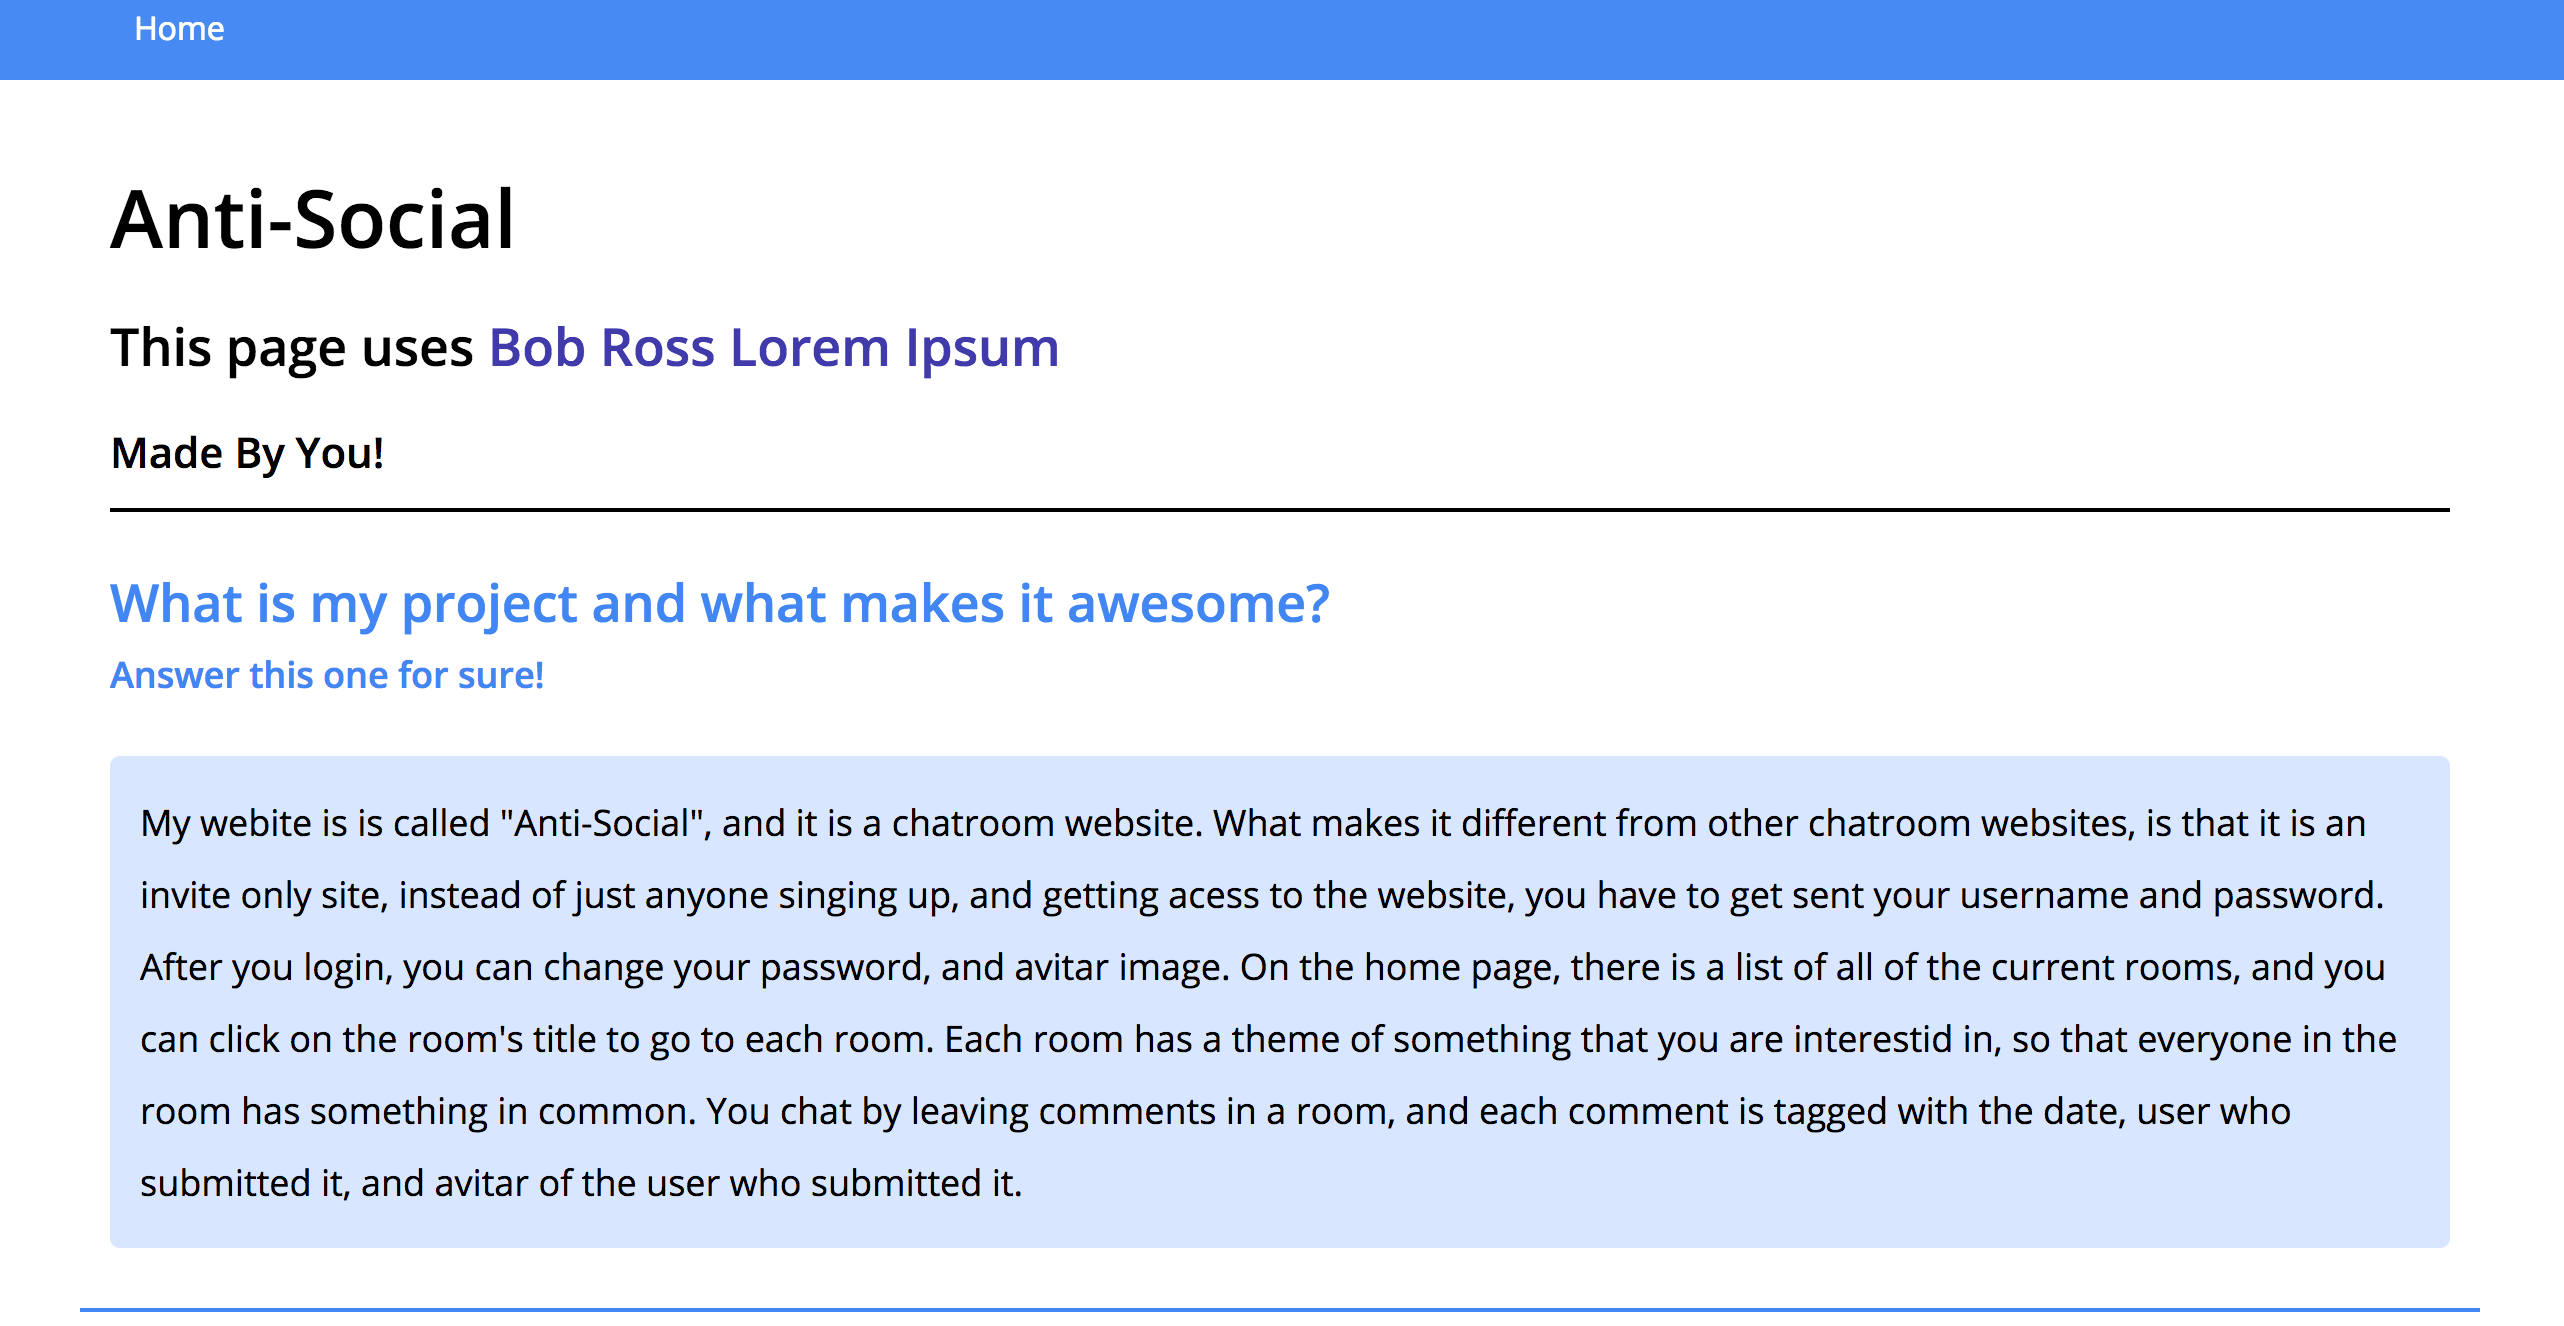 Home
Anti-Social
This page uses Bob Ross Lorem Ipsum
Made By You!
What is my project and what makes it awesome?
Answer this one for sure!
My webite is is called "Anti-Social", and it is a chatroom website. What makes it different from other chatroom websites, is that it is an
invite only site, instead of just anyone singing up, and getting acess to the website, you have to get sent your username and password.
After you login, you can change your password, and avitar image. On the home page, there is a list of all of the current rooms, and you
can click on the room's title to go to each room. Each room has a theme of something that you are interestid in, so that everyone in the
room has something in common. You chat by leaving comments in a room, and each comment is tagged with the date, user who
submitted it, and avitar of the user who submitted it.